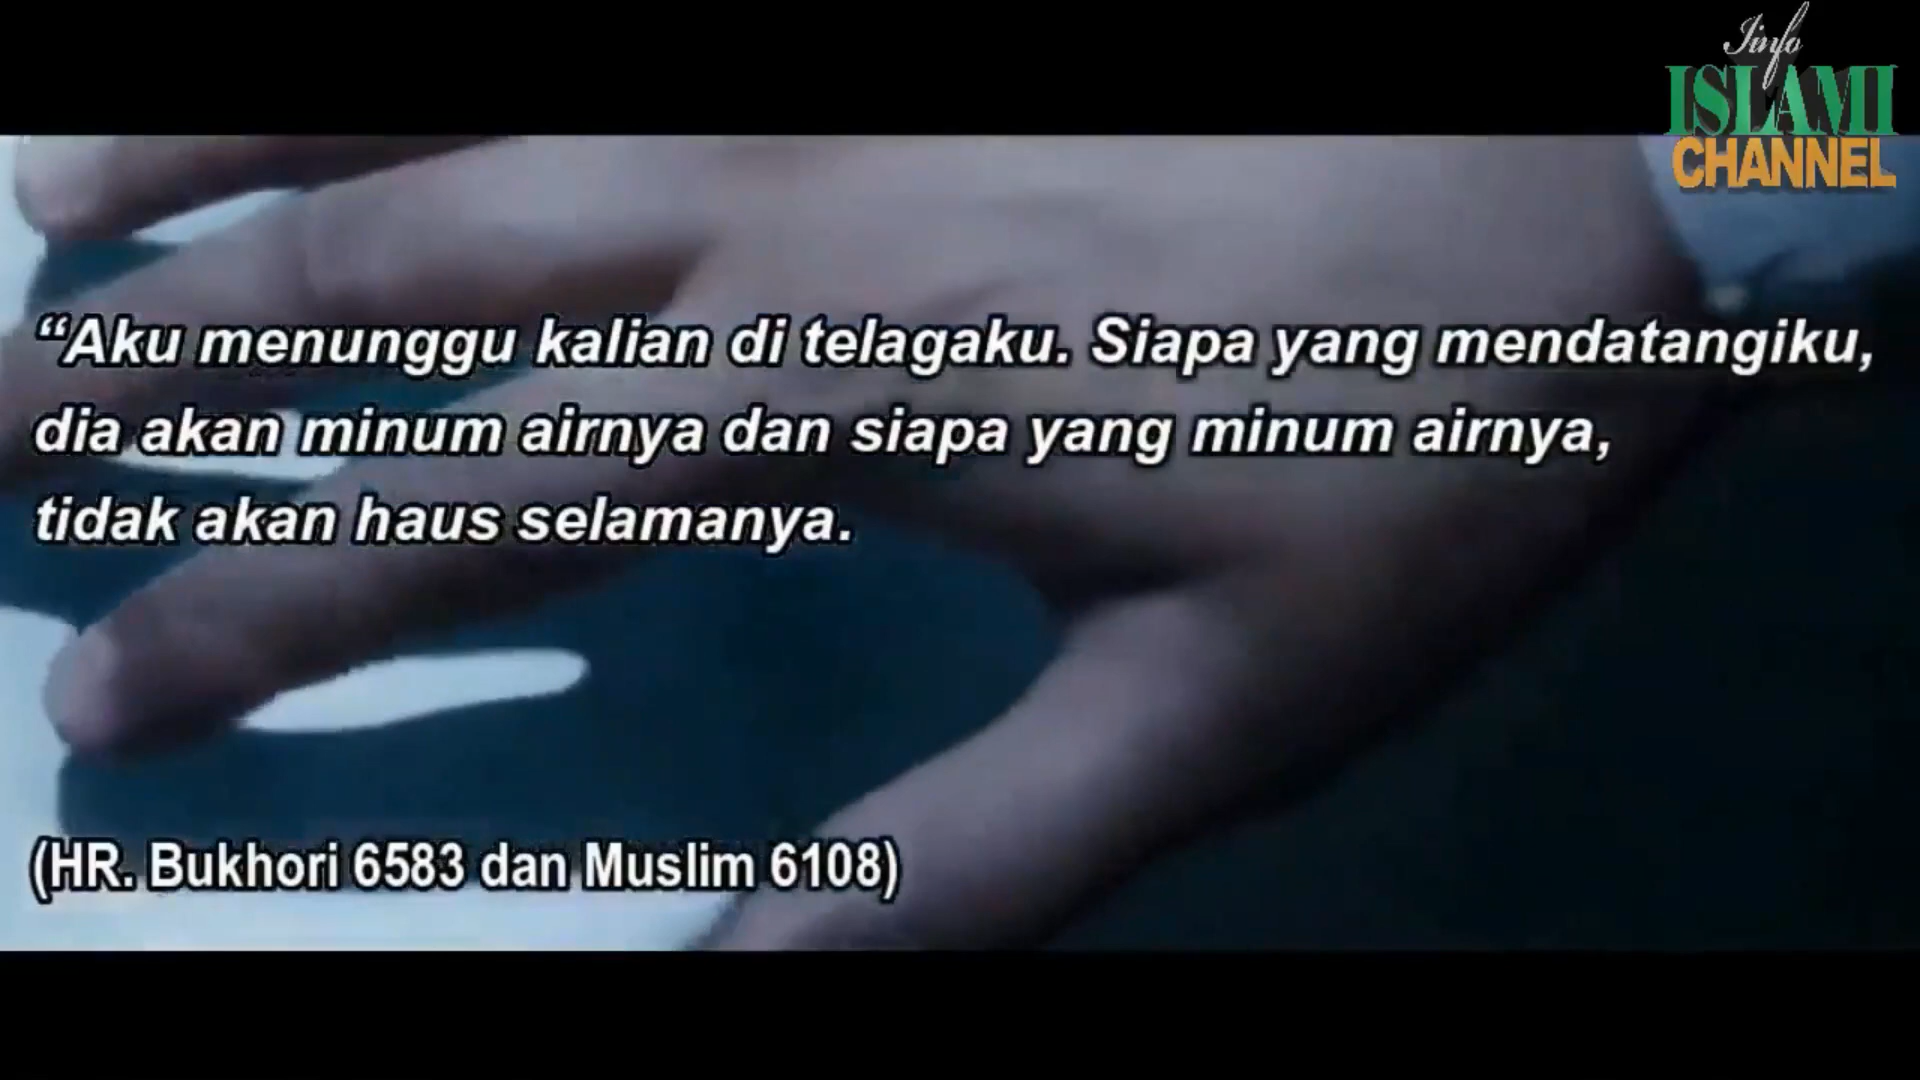 Iinfo
ISLAMI
CHANNEL
“Aku menunggu kalian di telagaku. Siapa yang mendatangiku,
dia akan minum airnya dan siapa yang minum airnya,
tidak akan haus selamanya.
(HR. Bukhori 6583 dan Muslim 6108)